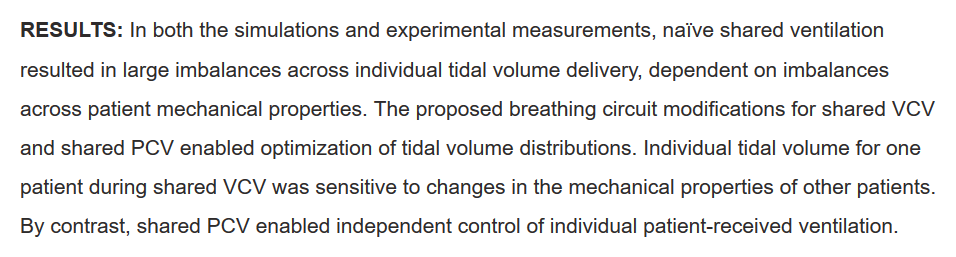 RESULTS: In both the simulations and experimental measurements, naïve shared ventilation
resulted in large imbalances across individual tidal volume delivery, dependent on imbalances
across patient mechanical properties. The proposed breathing circuit modifications for shared VCV
and shared PCV enabled optimization of tidal volume distributions. Individual tidal volume for one
patient during shared VCV was sensitive to changes in the mechanical properties of other patients.
By contrast, shared PCV enabled independent control of individual patient-received ventilation.